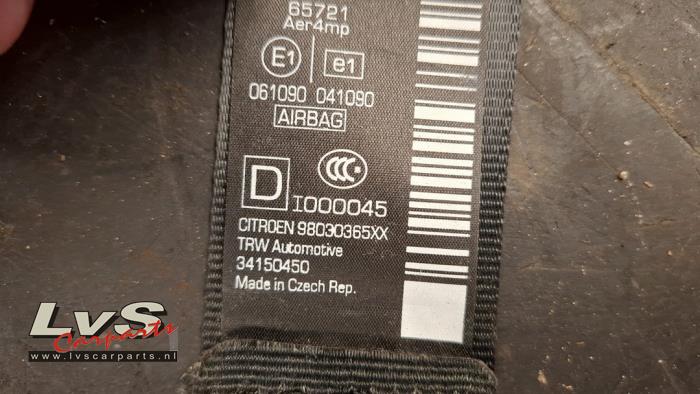 65721
Aer4mp
E1 e1
061090 041090
AIRBAG
CCC
D I000045
CITROEN 98030365XX
TRW Automotive
34150450
Made in Czech Rep.
LvS
Carparts
www.lvscarparts.nl